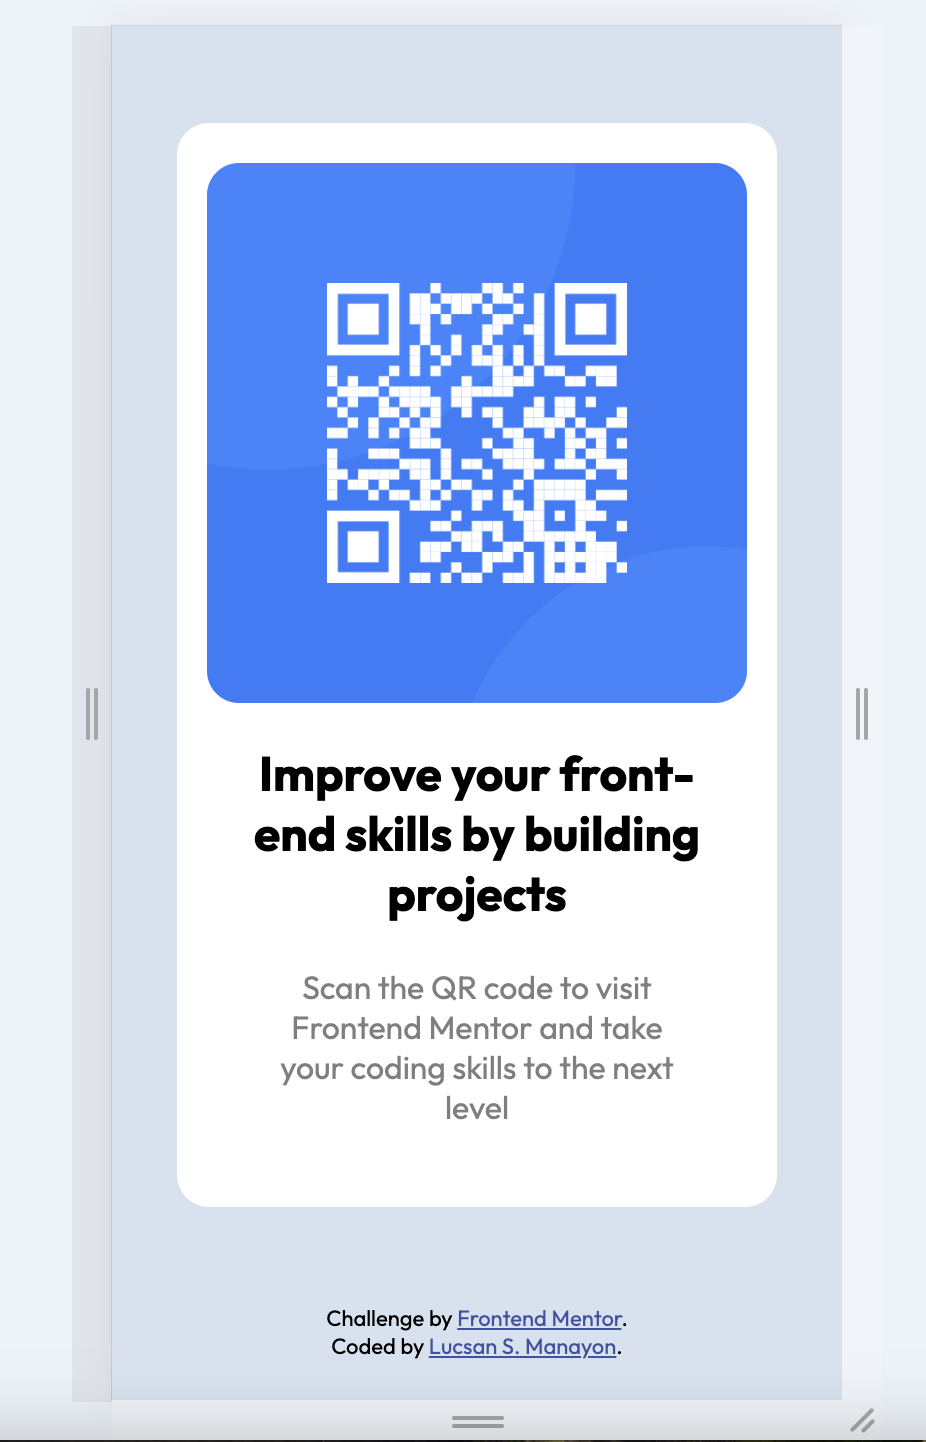 Improve your front-
end skills by building
projects
Scan the QR code to visit
Frontend Mentor and take
your coding skills to the next
level
Challenge by Frontend Mentor.
Coded by Lucsan S. Manayon.